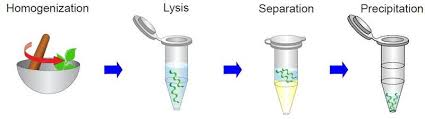 Homogenization
Lysis
Separation
Precipitation